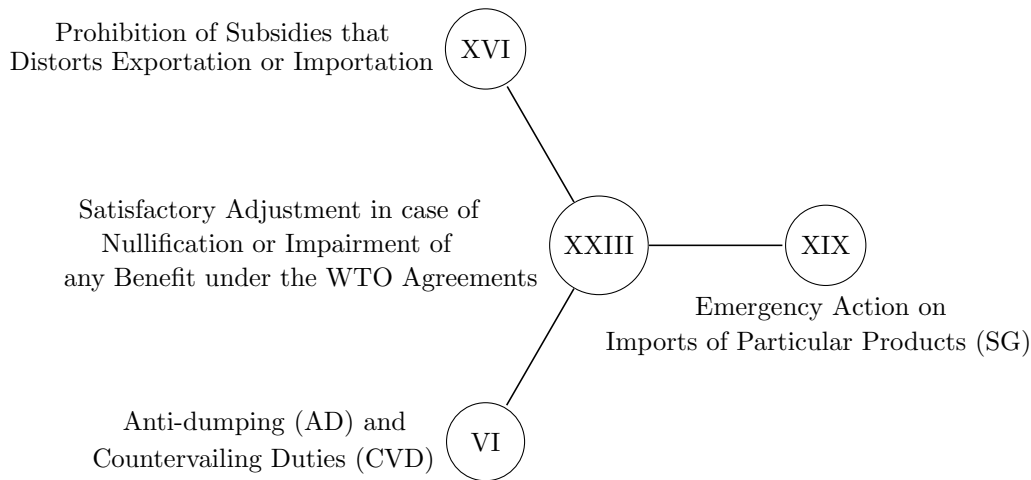 Prohibition of Subsidies that
Distorts Exportation or Importation
XVI
Satisfactory Adjustment in case of
Nullification or Impairment of
any Benefit under the WTO Agreements
XXIII
XIX
Emergency Action on
Imports of Particular Products (SG)
Anti-dumping (AD) and
Countervailing Duties (CVD)
VI